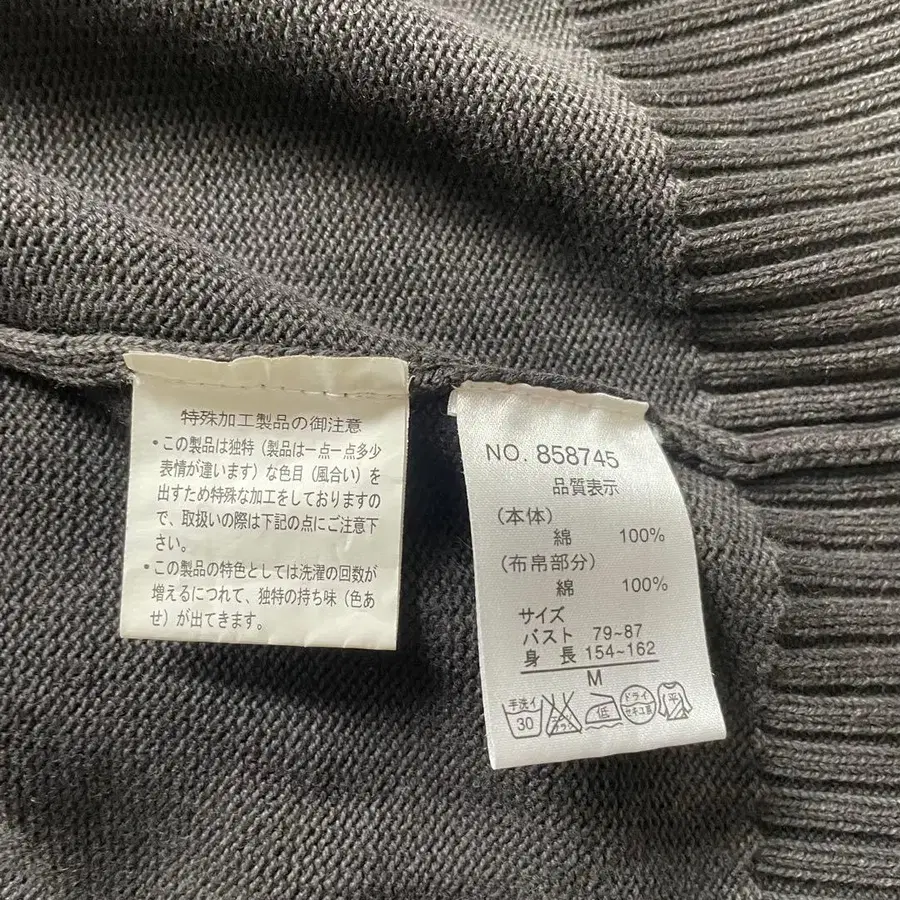 特殊加工製品の御注意
・この製品は独特（製品は一点一点多少
表情が違います）な色目（風合い）を
出すため特殊な加工をしておりますの
で、取扱いの際は下記の点にご注意下
さい。
・この製品の特色としては洗濯の回数が
増えるにつれて、独特の持ち味（色あ
せ）が出てきます。
NO. 858745
品質表示
（本体）
綿 100%
（布帛部分）
綿 100%
サイズ
バスト 79~87
身長 154~162
M
手洗イ 30 低 ドライ セキユ系 平